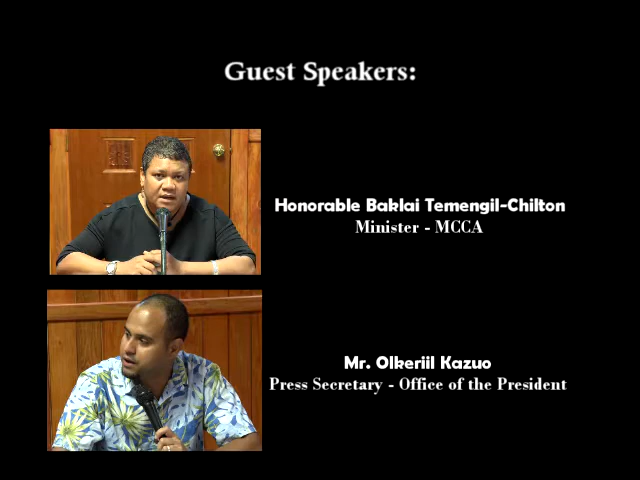 Guest Speakers:
Honorable Baklai Temengil-Chilton
Minister - MCCA
Mr. Olkeriil Kazuo
Press Secretary - Office of the President